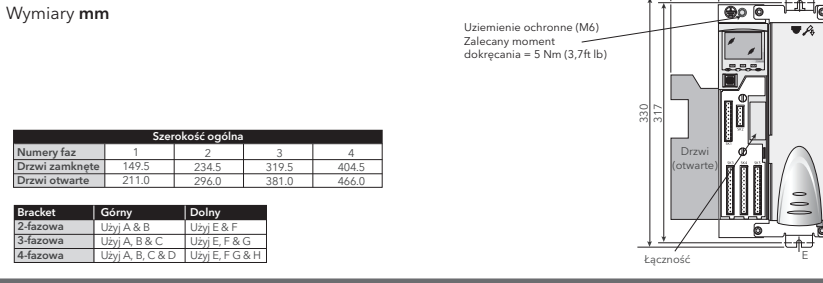 Wymiary mm
Uziemienie ochronne (M6)
Zalecany moment
dokręcania = 5 Nm (3,7ft lb)
330
317
Drzwi
(otwarte)
Łączność
E
Szerokość ogólna
Numery faz 1 2 3 4
Drzwi zamknęte 149.5 234.5 319.5 404.5
Drzwi otwarte 211.0 296.0 381.0 466.0
Bracket Górny Dolny
2-fazowa Użyj A & B Użyj E & F
3-fazowa Użyj A, B & C Użyj E, F & G
4-fazowa Użyj A, B, C & D Użyj E, F G & H